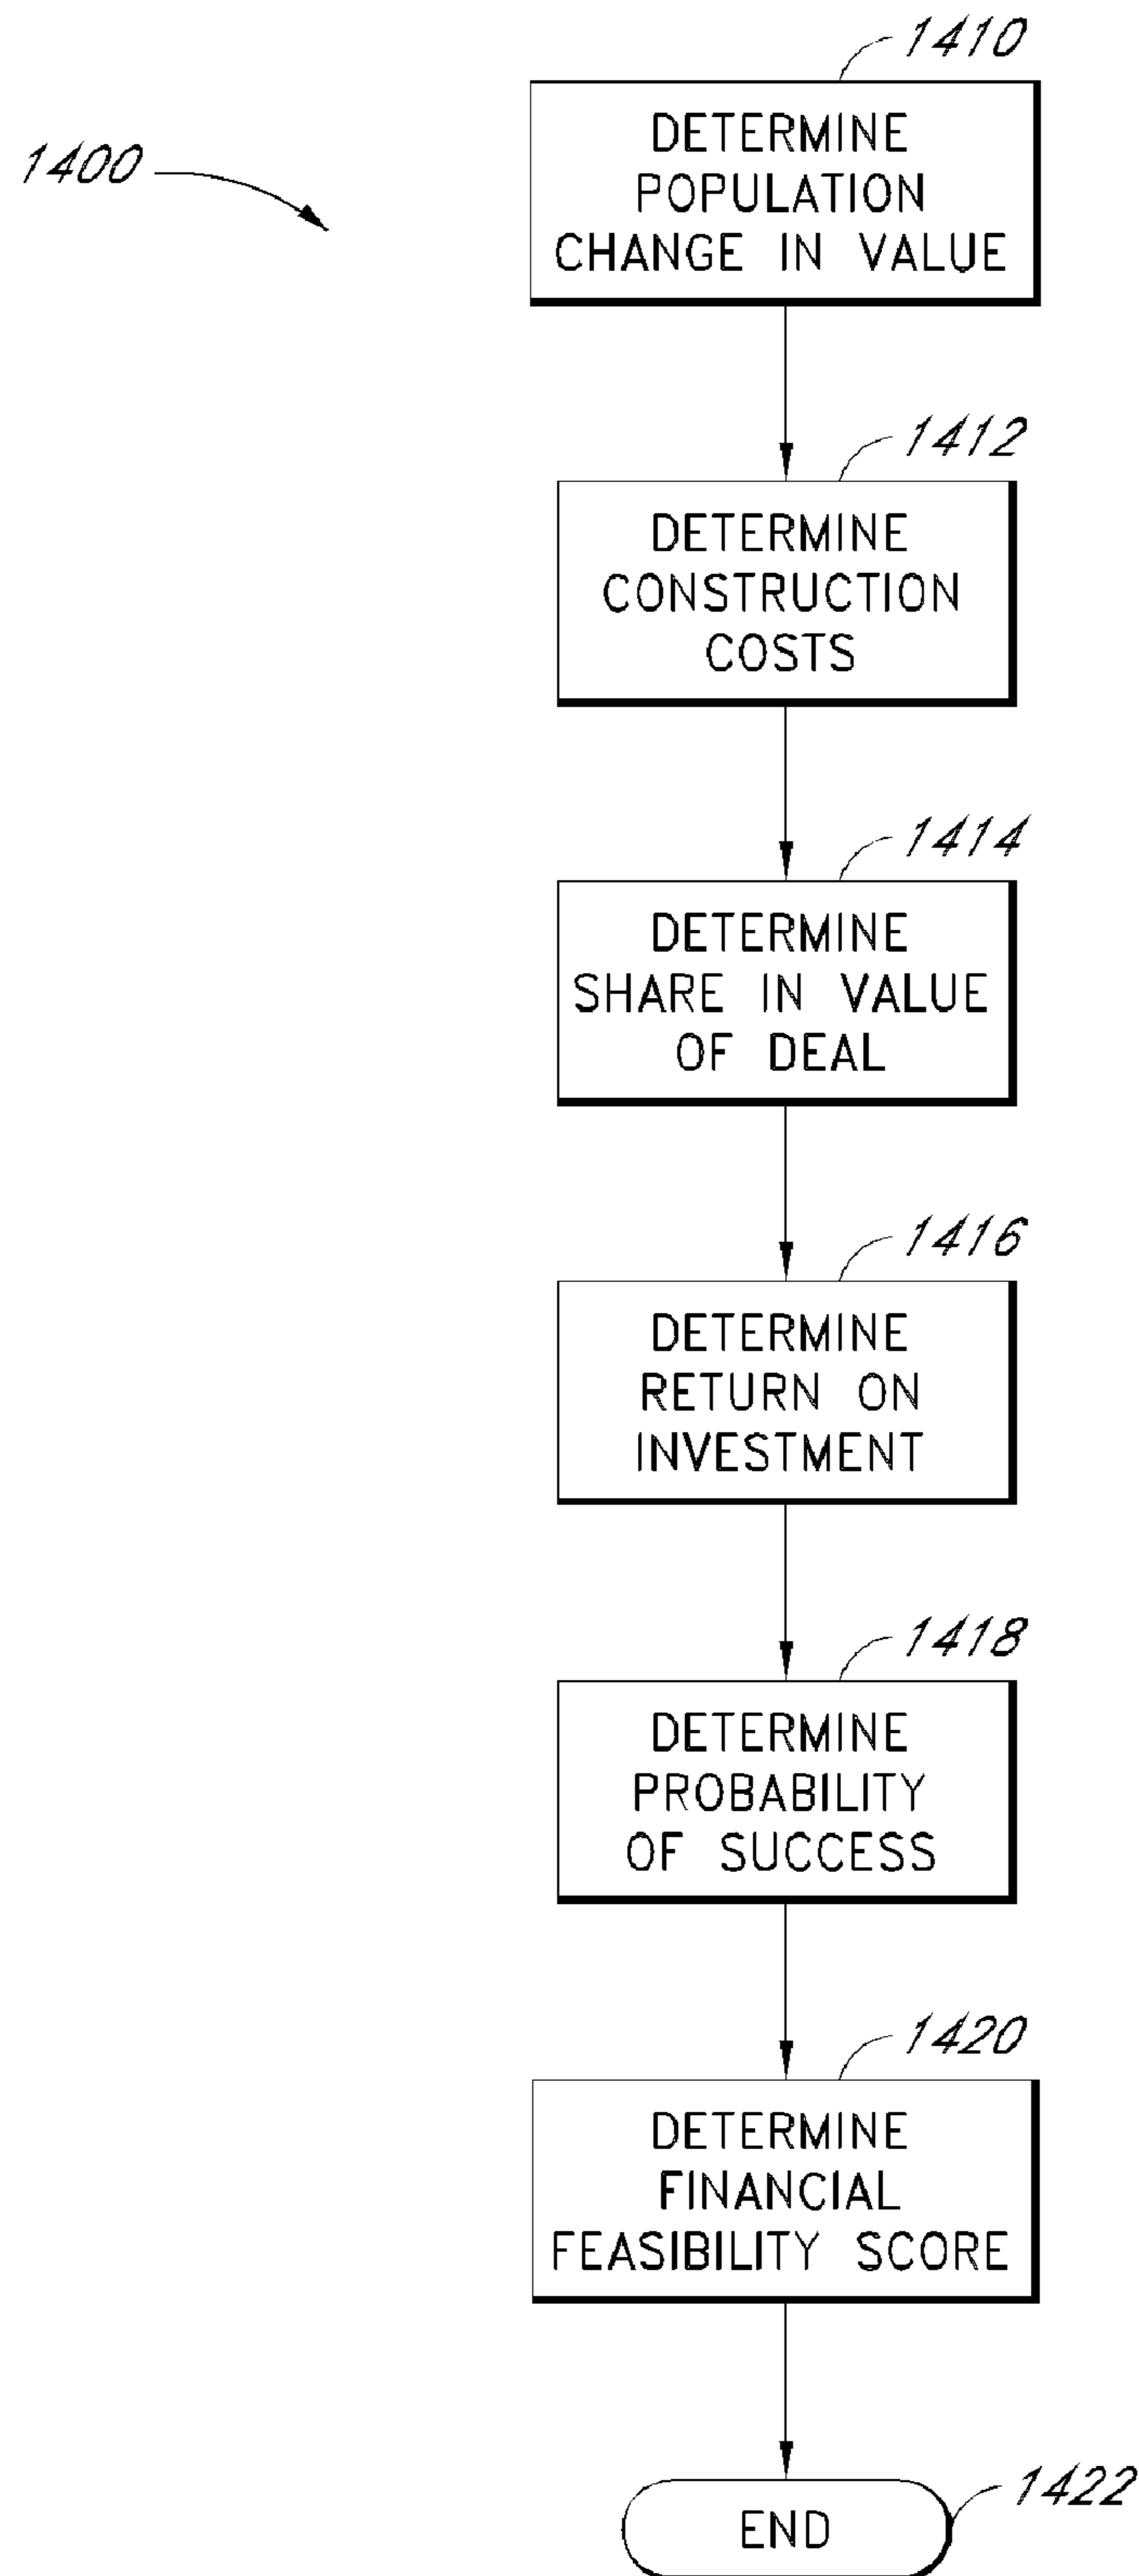 1400
1410
DETERMINE
POPULATION
CHANGE IN VALUE
1412
DETERMINE
CONSTRUCTION
COSTS
1414
DETERMINE
SHARE IN VALUE
OF DEAL
1416
DETERMINE
RETURN ON
INVESTMENT
1418
DETERMINE
PROBABILITY
OF SUCCESS
1420
DETERMINE
FINANCIAL
FEASIBILITY SCORE
1422
END